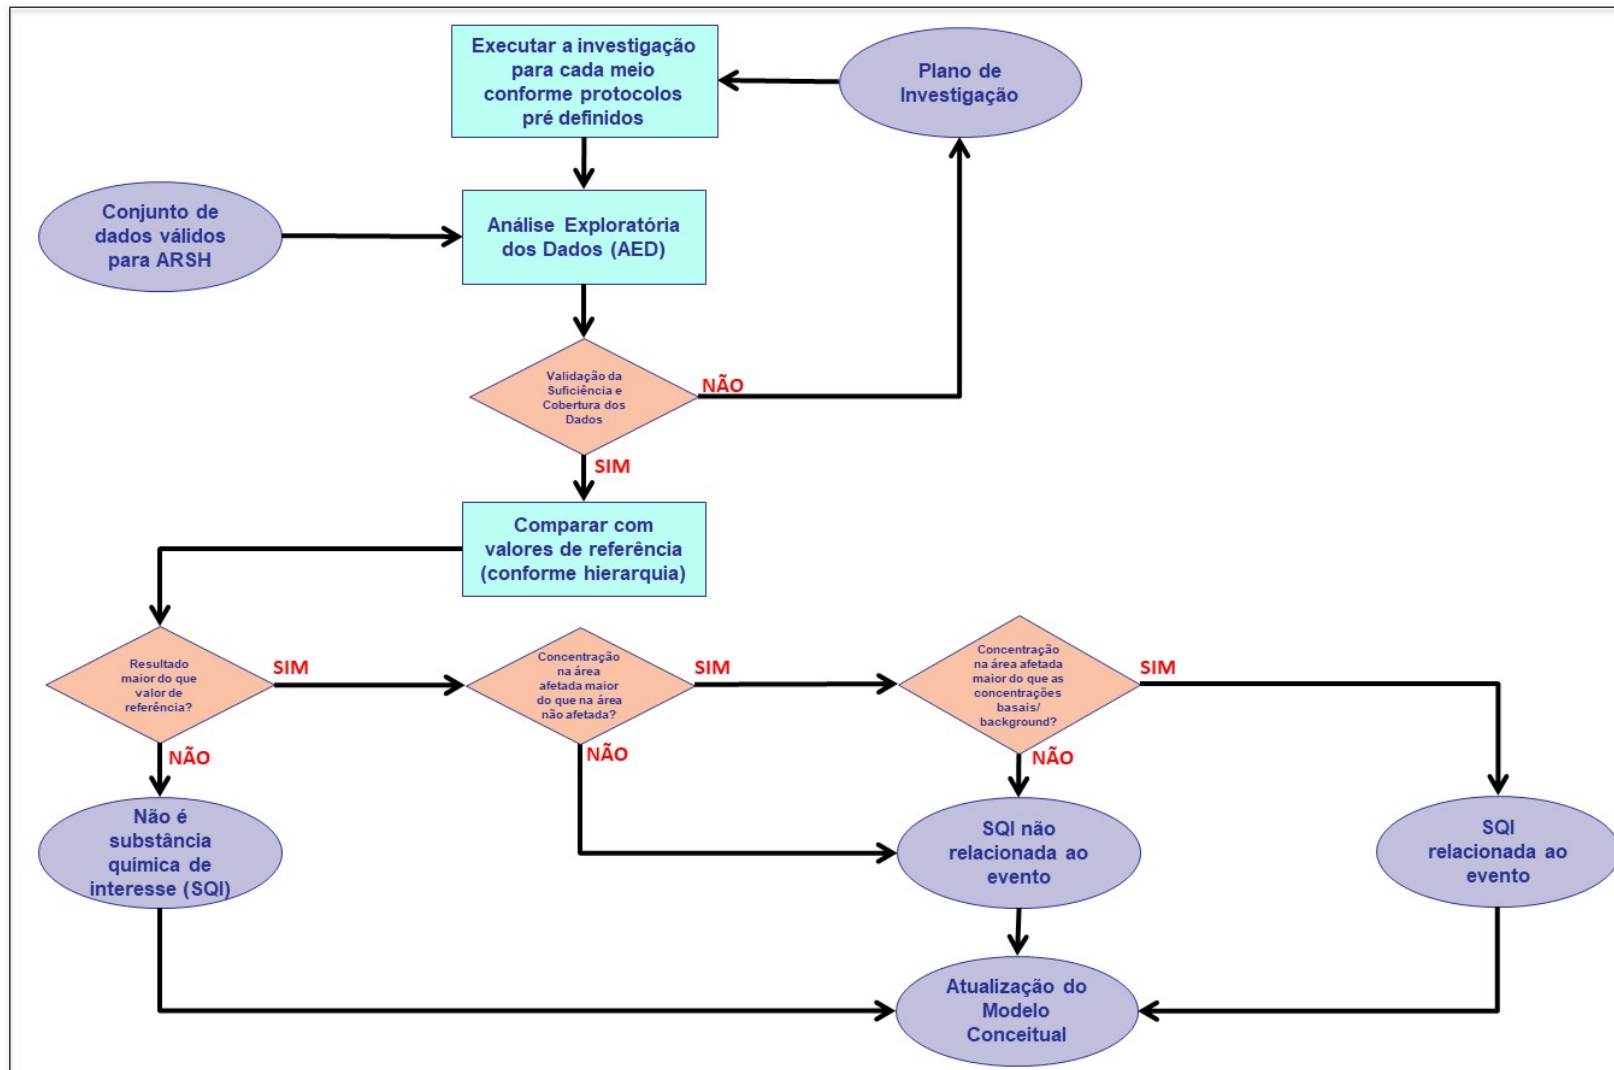 Executar a investigação
para cada meio
conforme protocolos
pré definidos
Plano de
Investigação
Conjunto de
dados válidos
para ARSH
Análise Exploratória
dos Dados (AED)
Validação da
Suficiência e
Cobertura dos
Dados
NÃO
SIM
Comparar com
valores de referência
(conforme hierarquia)
Resultado
maior do que
valor de
referência?
SIM
NÃO
Concentração
na área
afetada maior
do que na área
não afetada?
SIM
NÃO
Concentração
na área afetada
maior do que as
concentrações
basais/
background?
SIM
NÃO
Não é
substância
química de
interesse (SQI)
SQI não
relacionada ao
evento
SQI
relacionada ao
evento
Atualização do
Modelo
Conceitual